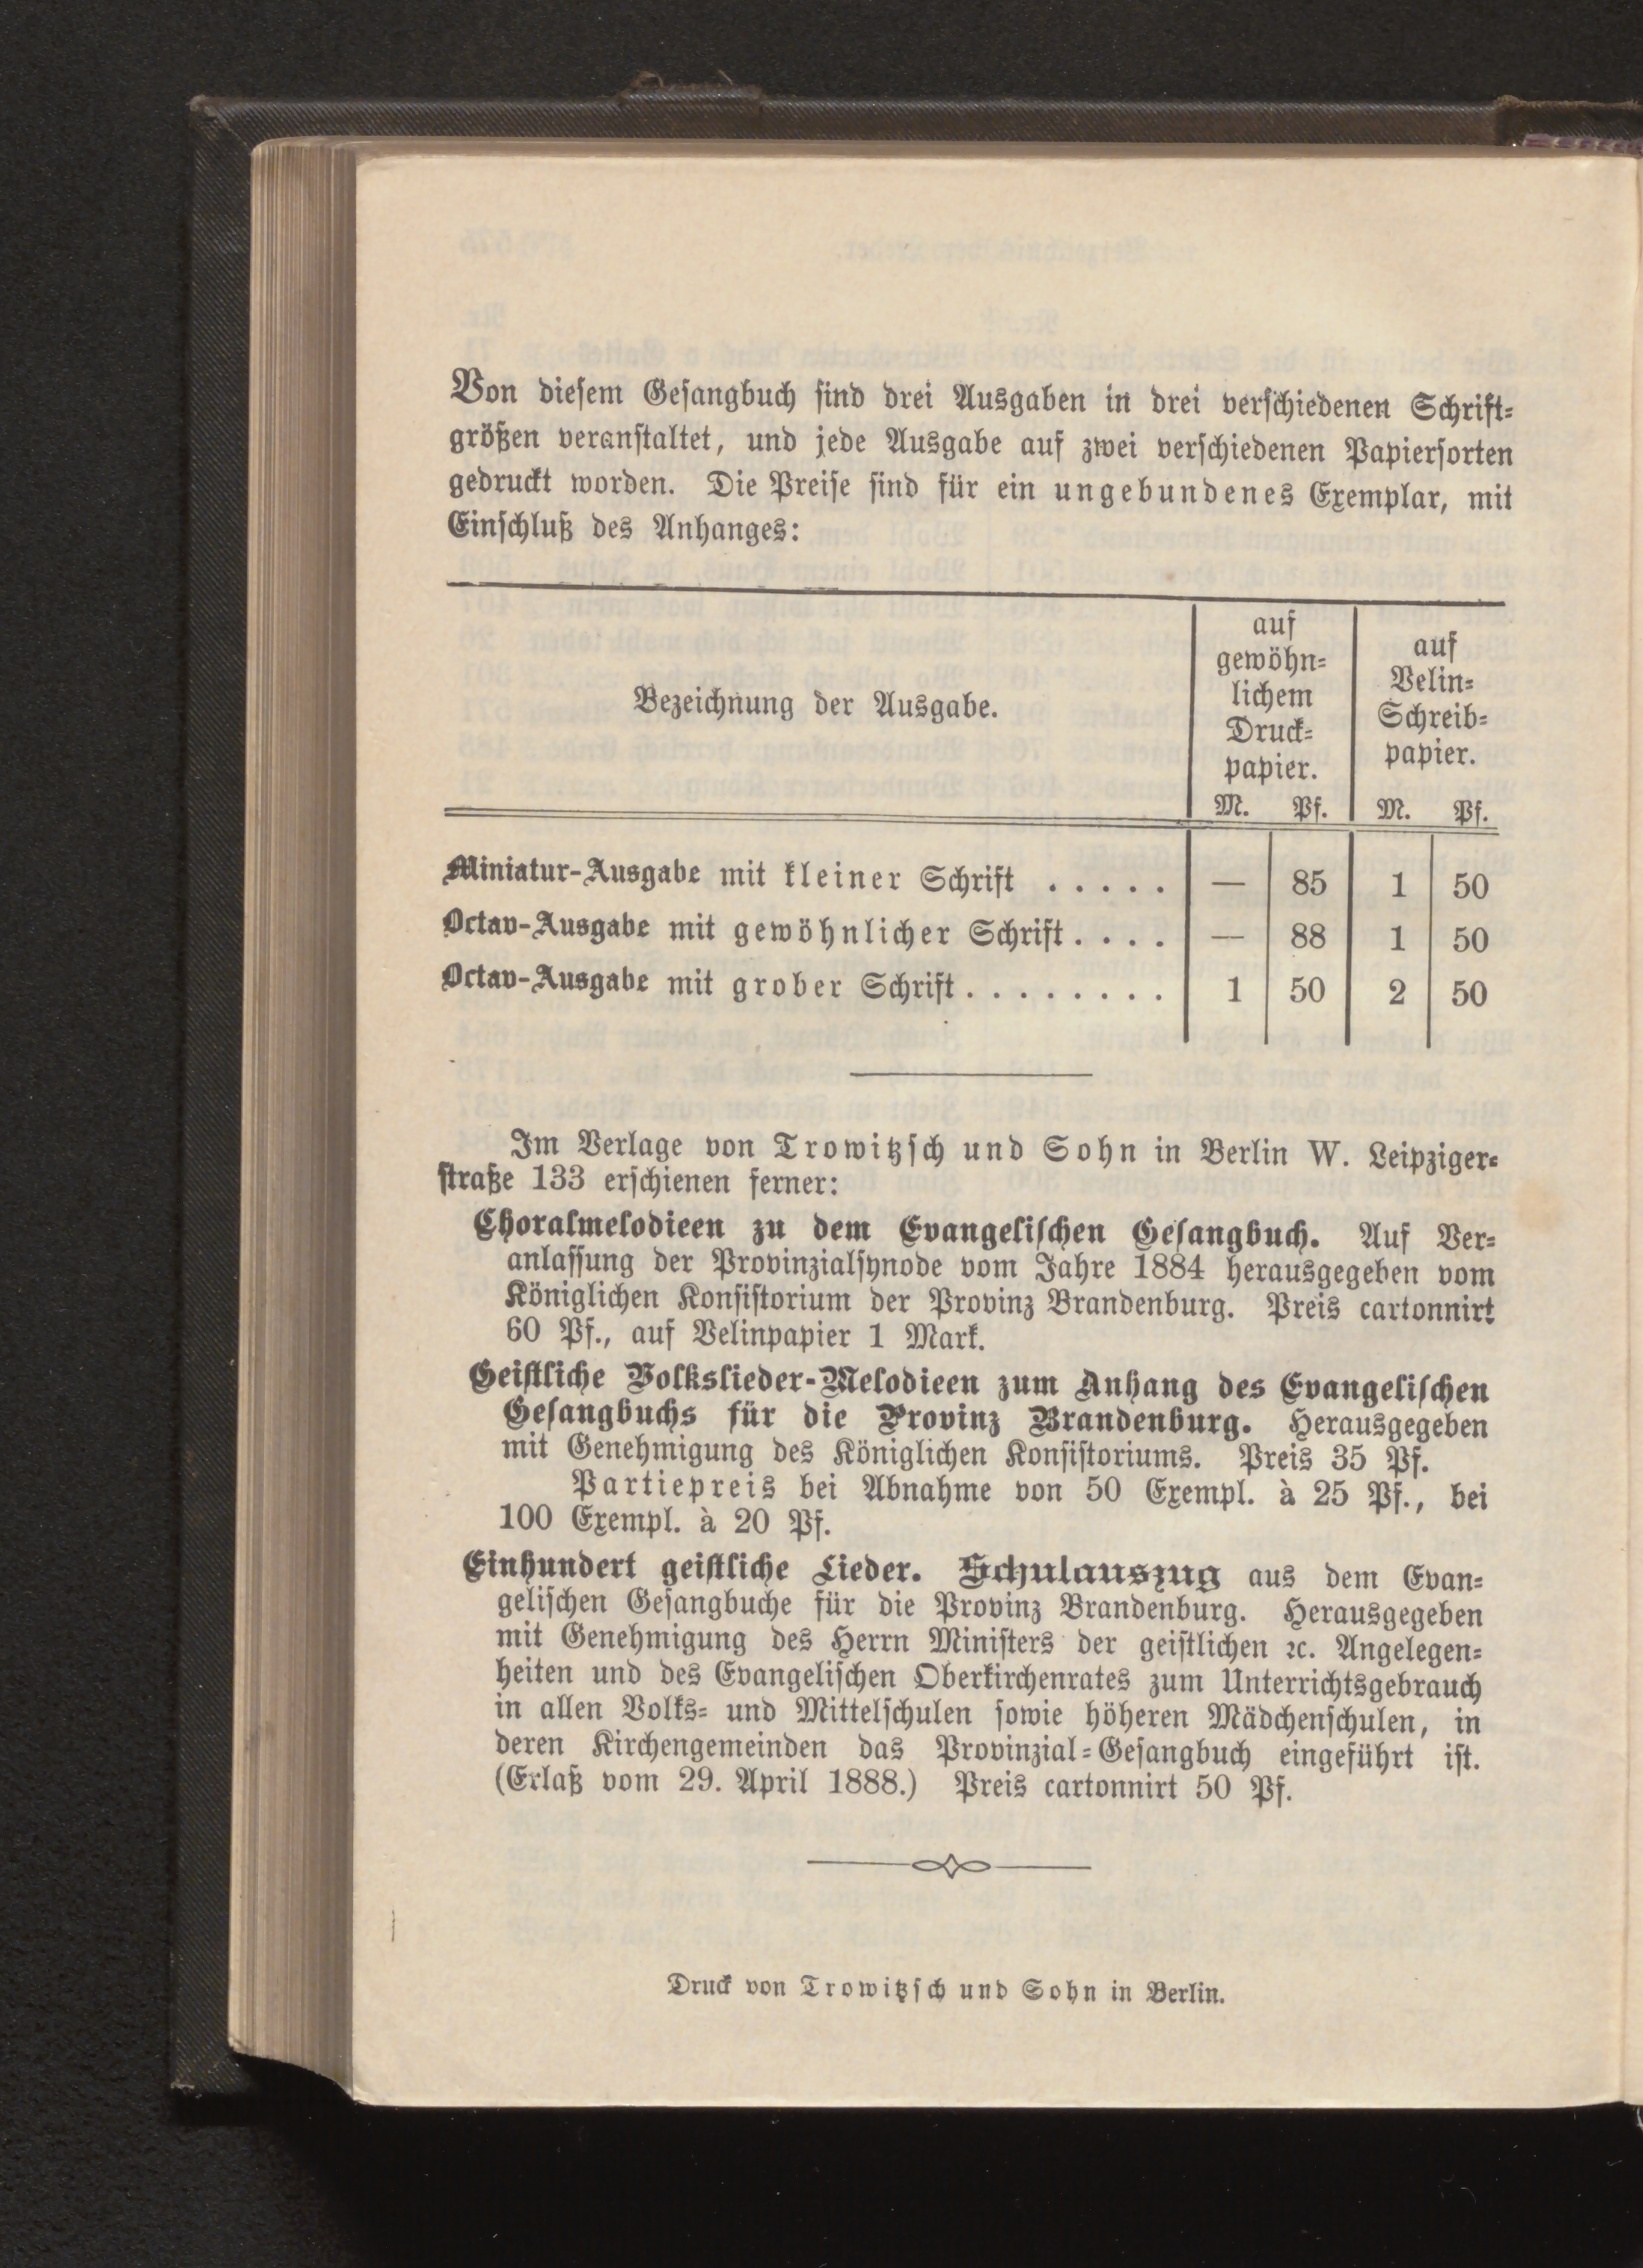 Von diesem Gesangbuch sind drei Ausgaben in drei verschiedenen Schrift-
größen veranstaltet, und jede Ausgabe auf zwei verschiedenen Papiersorten
gedruckt worden. Die Preise sind für ein ungebundenes Exemplar, mit
Einschluß des Anhanges:
Bezeichnung der Ausgabe.
auf
gewöhn-
lichem
Druck-
papier.
M. Pf.
auf
Velin-
Schreib-
papier.
M. Pf.
Miniatur-Ausgabe mit kleiner Schrift ..... — 85 1 50
Octav-Ausgabe mit gewöhnlicher Schrift .... — 88 1 50
Octav-Ausgabe mit grober Schrift ........ 1 50 2 50
Im Verlage von Trowitzsch und Sohn in Berlin W. Leipziger-
straße 133 erschienen ferner:
Choralmelodieen zu dem Evangelischen Gesangbuch. Auf Ver-
anlassung der Provinzialsynode vom Jahre 1884 herausgegeben vom
Königlichen Konsistorium der Provinz Brandenburg. Preis cartonnirt
60 Pf., auf Velinpapier 1 Mark.
Geistliche Volkslieder-Melodieen zum Anhang des Evangelischen
Gesangbuchs für die Provinz Brandenburg. Herausgegeben
mit Genehmigung des Königlichen Konsistoriums. Preis 35 Pf.
Partiepreis bei Abnahme von 50 Exempl. à 25 Pf., bei
100 Exempl. à 20 Pf.
Einhundert geistliche Lieder. Schulauszug aus dem Evan-
gelischen Gesangbuche für die Provinz Brandenburg. Herausgegeben
mit Genehmigung des Herrn Ministers der geistlichen ꝛc. Angelegen-
heiten und des Evangelischen Oberkirchenrates zum Unterrichtsgebrauch
in allen Volks- und Mittelschulen sowie höheren Mädchenschulen, in
deren Kirchengemeinden das Provinzial-Gesangbuch eingeführt ist.
(Erlaß vom 29. April 1888.) Preis cartonnirt 50 Pf.
Druck von Trowitzsch und Sohn in Berlin.